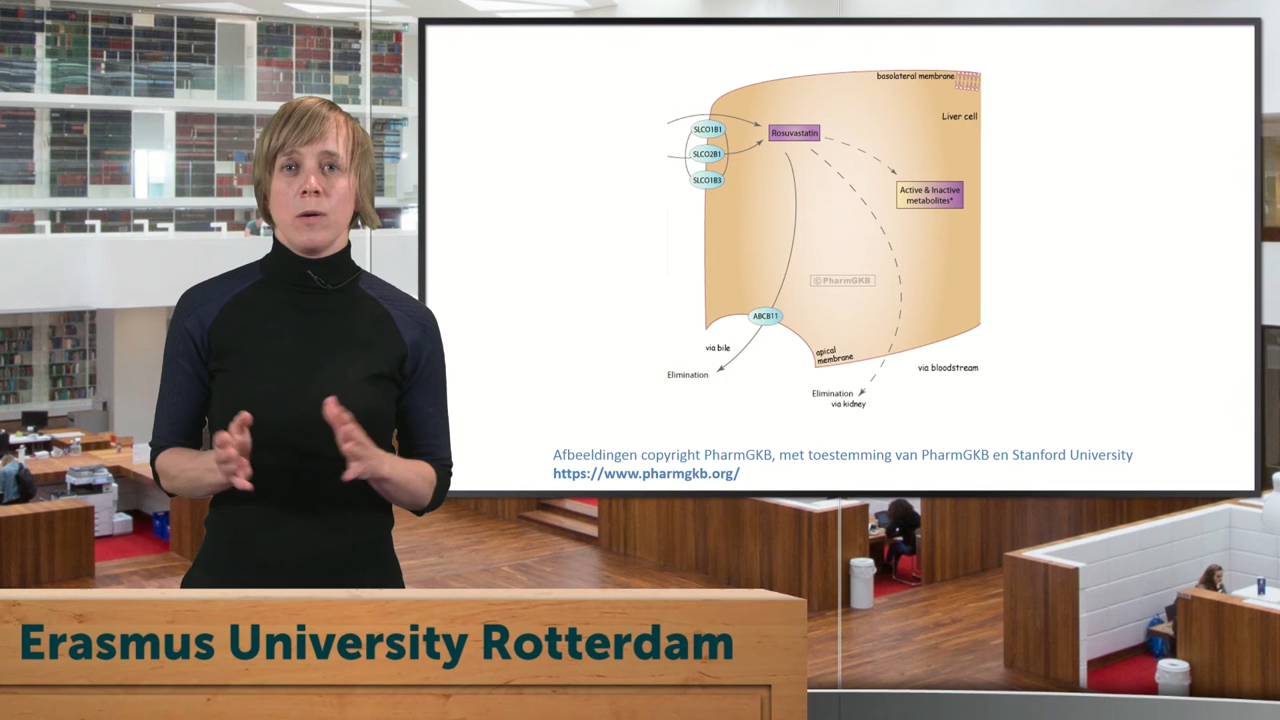 basolateral membrane
Liver cell
SLCO1B1
Rosuvastatin
SLCO2B1
SLCO1B3
Active & Inactive
metabolites*
©PharmGKB
ABCB11
via bile
apical
membrane
via bloodstream
Elimination
Elimination
via kidney
Afbeeldingen copyright PharmGKB, met toestemming van PharmGKB en Stanford University
https://www.pharmgkb.org/
Erasmus University Rotterdam